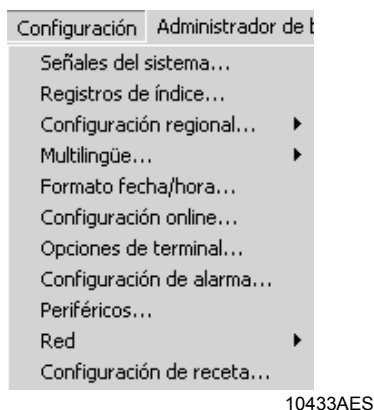 Configuración Administrador de
Señales del sistema...
Registros de índice...
Configuración regional...
Multilingüe...
Formato fecha/hora...
Configuración online...
Opciones de terminal...
Configuración de alarma...
Periféricos...
Red
Configuración de receta...
10433AES